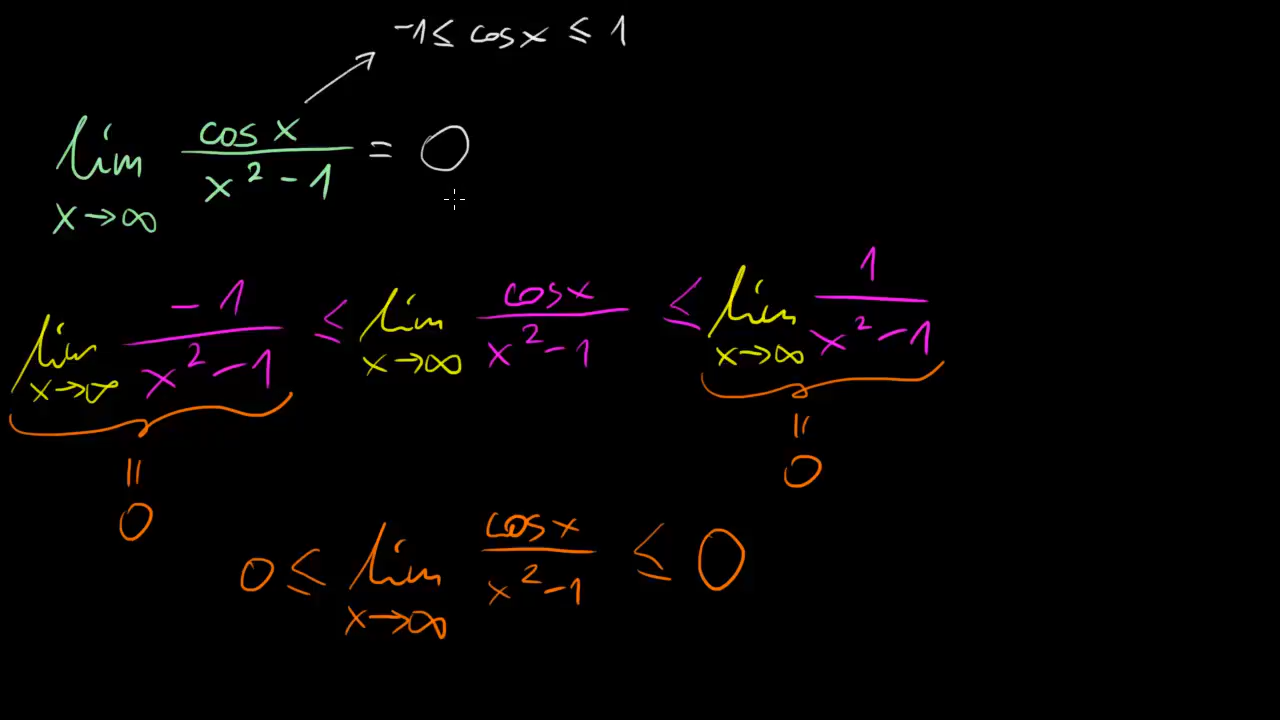 -1 ≤ cos x ≤ 1
lim x→∞ cos x / x² - 1 = 0
lim x→∞ -1 / x² - 1 ≤ lim x→∞ cos x / x² - 1 ≤ lim x→∞ 1 / x² - 1
= 0 = 0
0 ≤ lim x→∞ cos x / x² - 1 ≤ 0